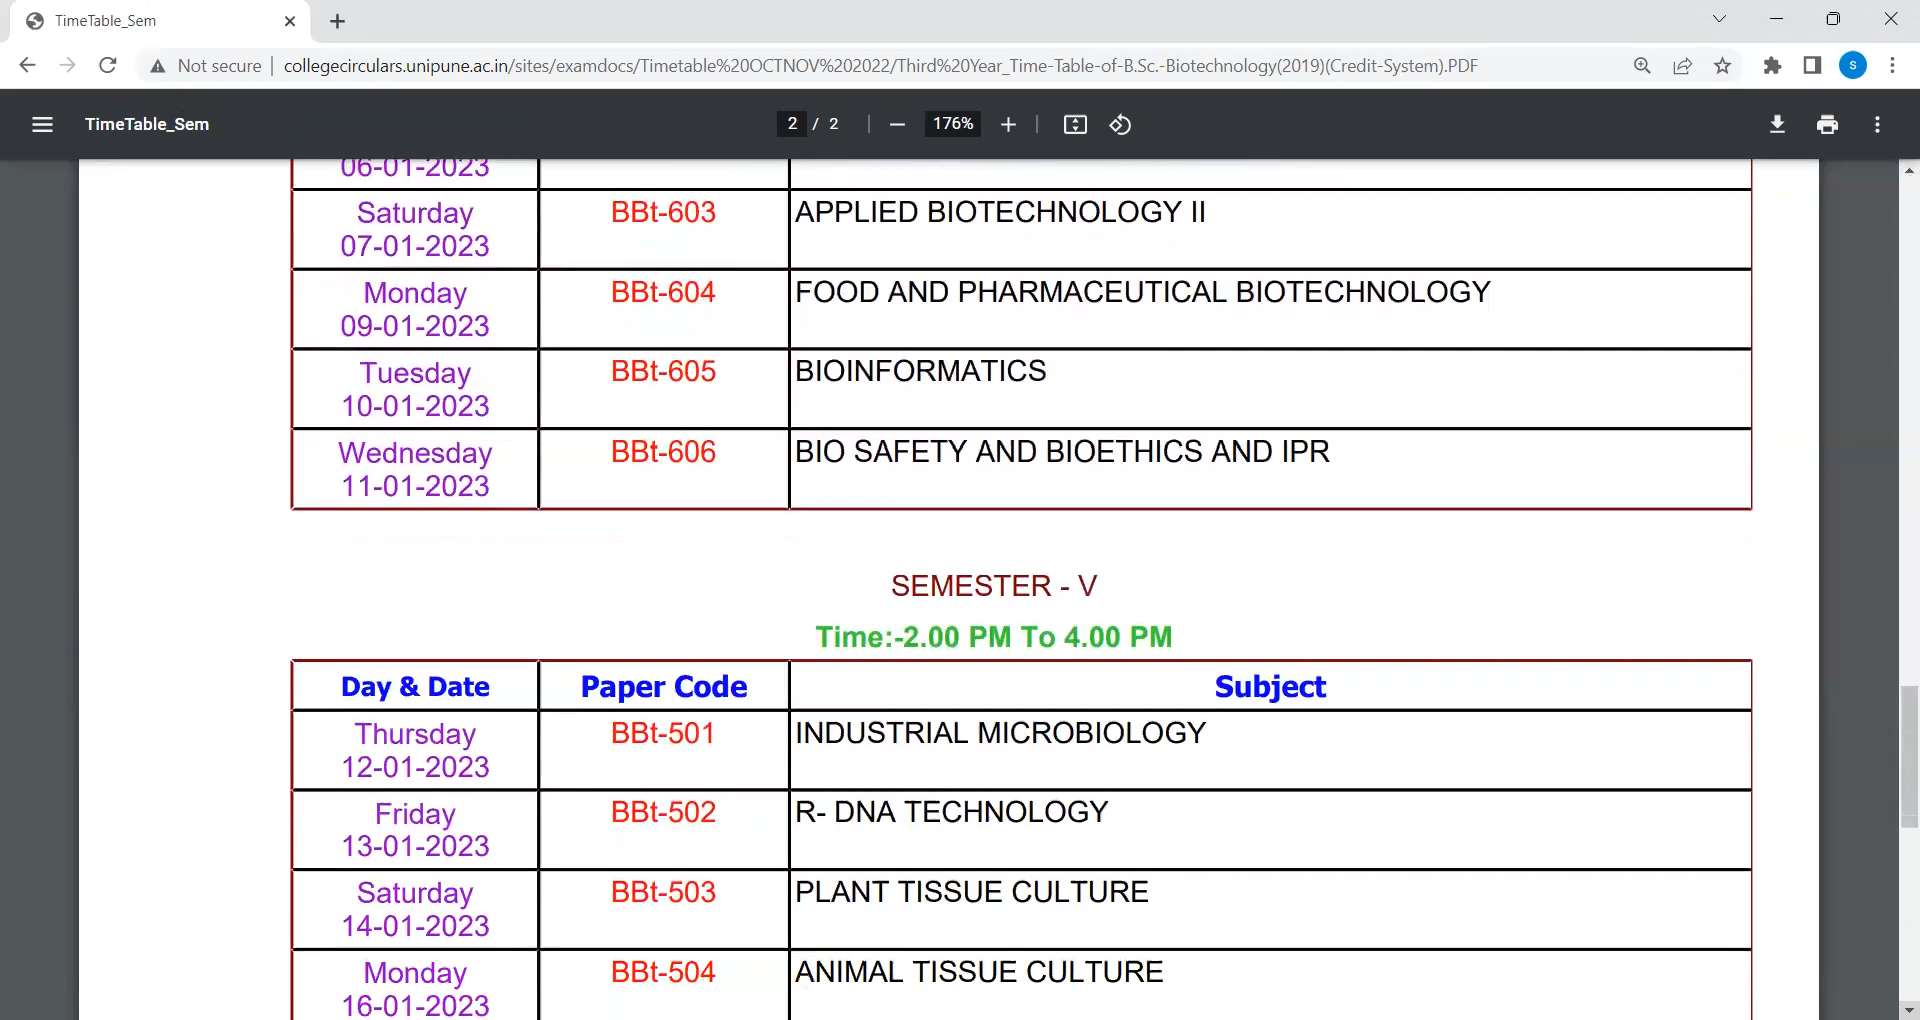 TimeTable_Sem
Not secure
collegecirculars.unipune.ac.in/sites/examdocs/Timetable%20OCTNOV%202022/Third%20Year_Time-Table-of-B.Sc.-Biotechnology(2019)(Credit-System).PDF
S
TimeTable_Sem
2 / 2
176%
06-01-2023
Saturday
07-01-2023
BBt-603
APPLIED BIOTECHNOLOGY II
Monday
09-01-2023
BBt-604
FOOD AND PHARMACEUTICAL BIOTECHNOLOGY
Tuesday
10-01-2023
BBt-605
BIOINFORMATICS
Wednesday
11-01-2023
BBt-606
BIO SAFETY AND BIOETHICS AND IPR
SEMESTER - V
Time:-2.00 PM To 4.00 PM
Day & Date
Paper Code
Subject
Thursday
12-01-2023
BBt-501
INDUSTRIAL MICROBIOLOGY
Friday
13-01-2023
BBt-502
R- DNA TECHNOLOGY
Saturday
14-01-2023
BBt-503
PLANT TISSUE CULTURE
Monday
16-01-2023
BBt-504
ANIMAL TISSUE CULTURE